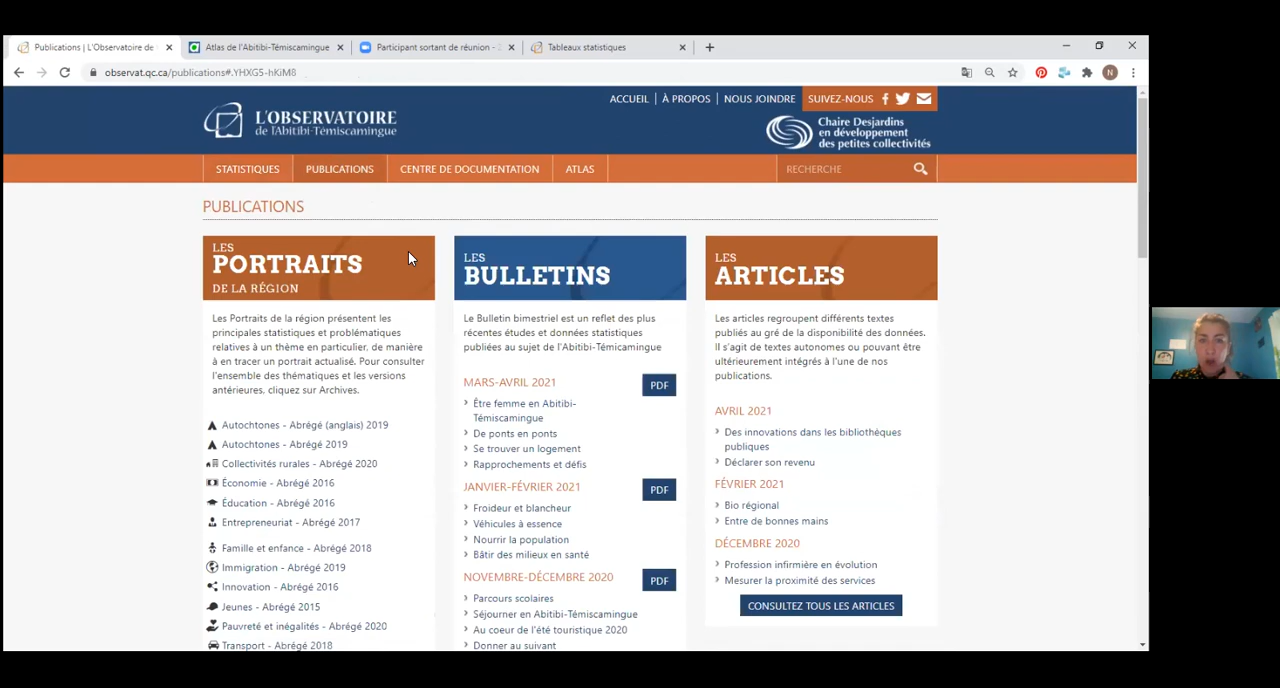 Publications | L'Observatoire de
Atlas de l'Abitibi-Témiscamingue
Participant sortant de réunion -
Tableaux statistiques
observat.qc.ca/publications#.YHXG5-hKiM8
N
ACCUEIL | À PROPOS | NOUS JOINDRE
SUIVEZ-NOUS
L'OBSERVATOIRE
de l'Abitibi-Témiscamingue
Chaire Desjardins
en développement
des petites collectivités
STATISTIQUES
PUBLICATIONS
CENTRE DE DOCUMENTATION
ATLAS
RECHERCHE
PUBLICATIONS
LES
PORTRAITS
DE LA RÉGION
Les Portraits de la région présentent les
principales statistiques et problématiques
relatives à un thème en particulier, de manière
à en tracer un portrait actualisé. Pour consulter
l'ensemble des thématiques et les versions
antérieures, cliquez sur Archives.
Autochtones - Abrégé (anglais) 2019
Autochtones - Abrégé 2019
Collectivités rurales - Abrégé 2020
Économie - Abrégé 2016
Éducation - Abrégé 2016
Entrepreneuriat - Abrégé 2017
Famille et enfance - Abrégé 2018
Immigration - Abrégé 2019
Innovation - Abrégé 2016
Jeunes - Abrégé 2015
Pauvreté et inégalités - Abrégé 2020
Transport - Abrégé 2018
LES
BULLETINS
Le Bulletin bimestriel est un reflet des plus
récentes études et données statistiques
publiées au sujet de l'Abitibi-Témicamingue
MARS-AVRIL 2021
PDF
Être femme en Abitibi-
Témiscamingue
De ponts en ponts
Se trouver un logement
Rapprochements et défis
JANVIER-FÉVRIER 2021
PDF
Froideur et blancheur
Véhicules à essence
Nourrir la population
Bâtir des milieux en santé
NOVEMBRE-DÉCEMBRE 2020
PDF
Parcours scolaires
Séjourner en Abitibi-Témiscamingue
Au coeur de l'été touristique 2020
Donner au suivant
LES
ARTICLES
Les articles regroupent différents textes
publiés au gré de la disponibilité des données.
Il s'agit de textes autonomes ou pouvant être
ultérieurement intégrés à l'une de nos
publications.
AVRIL 2021
Des innovations dans les bibliothèques
publiques
Déclarer son revenu
FÉVRIER 2021
Bio régional
Entre de bonnes mains
DÉCEMBRE 2020
Profession infirmière en évolution
Mesurer la proximité des services
CONSULTEZ TOUS LES ARTICLES